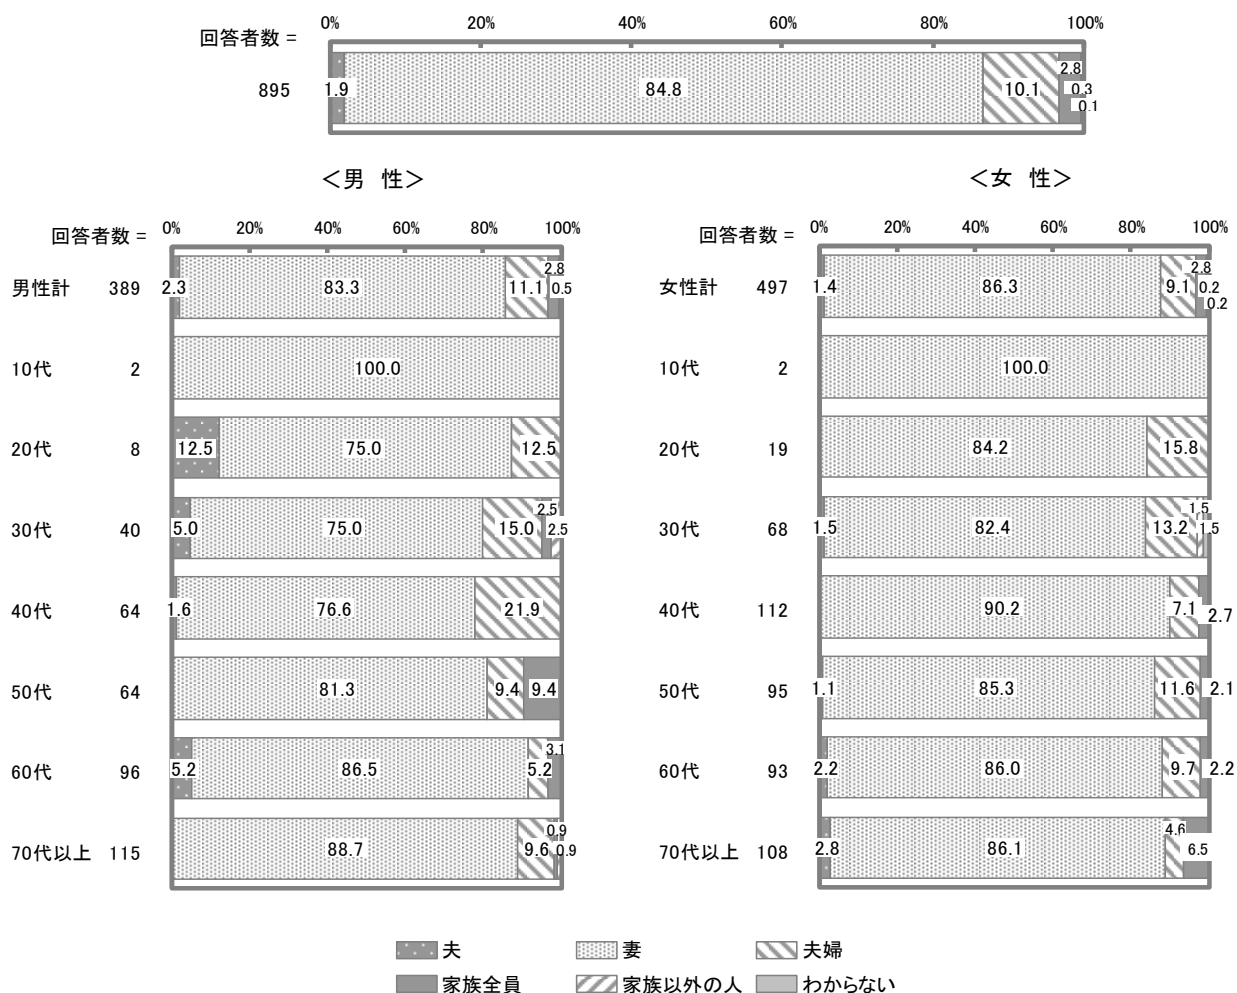 0% 20% 40% 60% 80% 100%
回答者数 =
895 1.9 84.8 10.1 2.8 0.3 0.1
＜男 性＞
0% 20% 40% 60% 80% 100%
回答者数 =
男性計 389 2.3 83.3 11.1 2.8 0.5
10代 2 100.0
20代 8 12.5 75.0 12.5
30代 40 5.0 75.0 15.0 2.5 2.5
40代 64 1.6 76.6 21.9
50代 64 81.3 9.4 9.4
60代 96 5.2 86.5 5.2 3.1
70代以上 115 88.7 9.6 0.9 0.9
＜女 性＞
0% 20% 40% 60% 80% 100%
回答者数 =
女性計 497 1.4 86.3 9.1 2.8 0.2 0.2
10代 2 100.0
20代 19 84.2 15.8
30代 68 1.5 82.4 13.2 1.5 1.5
40代 112 90.2 7.1 2.7
50代 95 1.1 85.3 11.6 2.1
60代 93 2.2 86.0 9.7 2.2
70代以上 108 2.8 86.1 4.6 6.5
夫 妻 夫婦
家族全員 家族以外の人 わからない